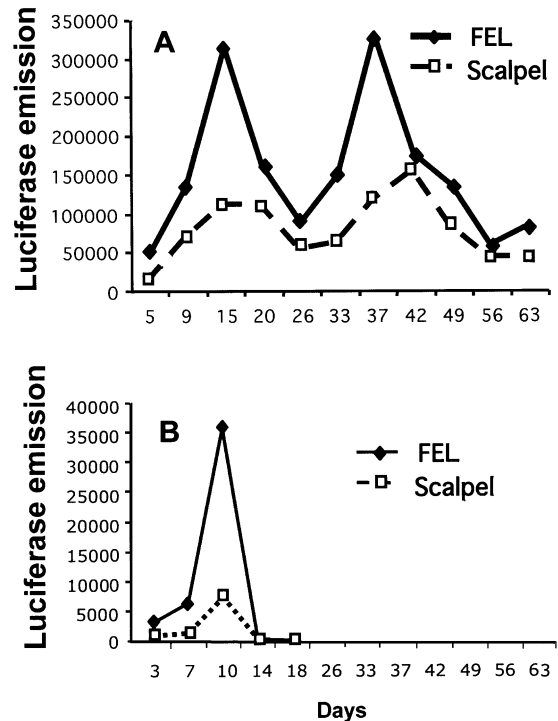 350000
A
FEL
300000
Scalpel
250000
200000
150000
100000
50000
0
Luciferase emission
5 9 15 20 26 33 37 42 49 56 63
40000
B
35000
FEL
30000
Scalpel
25000
20000
15000
10000
5000
0
Luciferase emission
3 7 10 14 18 26 33 37 42 49 56 63
Days